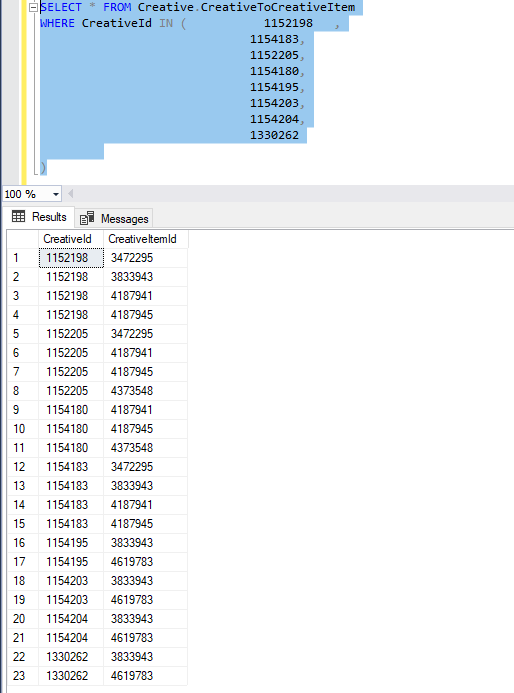 SELECT * FROM Creative.CreativeToCreativeItem
WHERE CreativeId IN ( 1152198 ,
1154183,
1152205,
1154180,
1154195,
1154203,
1154204,
1330262
)
100 %
Results Messages
CreativeId CreativeItemId
1 1152198 3472295
2 1152198 3833943
3 1152198 4187941
4 1152198 4187945
5 1152205 3472295
6 1152205 4187941
7 1152205 4187945
8 1152205 4373548
9 1154180 4187941
10 1154180 4187945
11 1154180 4373548
12 1154183 3472295
13 1154183 3833943
14 1154183 4187941
15 1154183 4187945
16 1154195 3833943
17 1154195 4619783
18 1154203 3833943
19 1154203 4619783
20 1154204 3833943
21 1154204 4619783
22 1330262 3833943
23 1330262 4619783